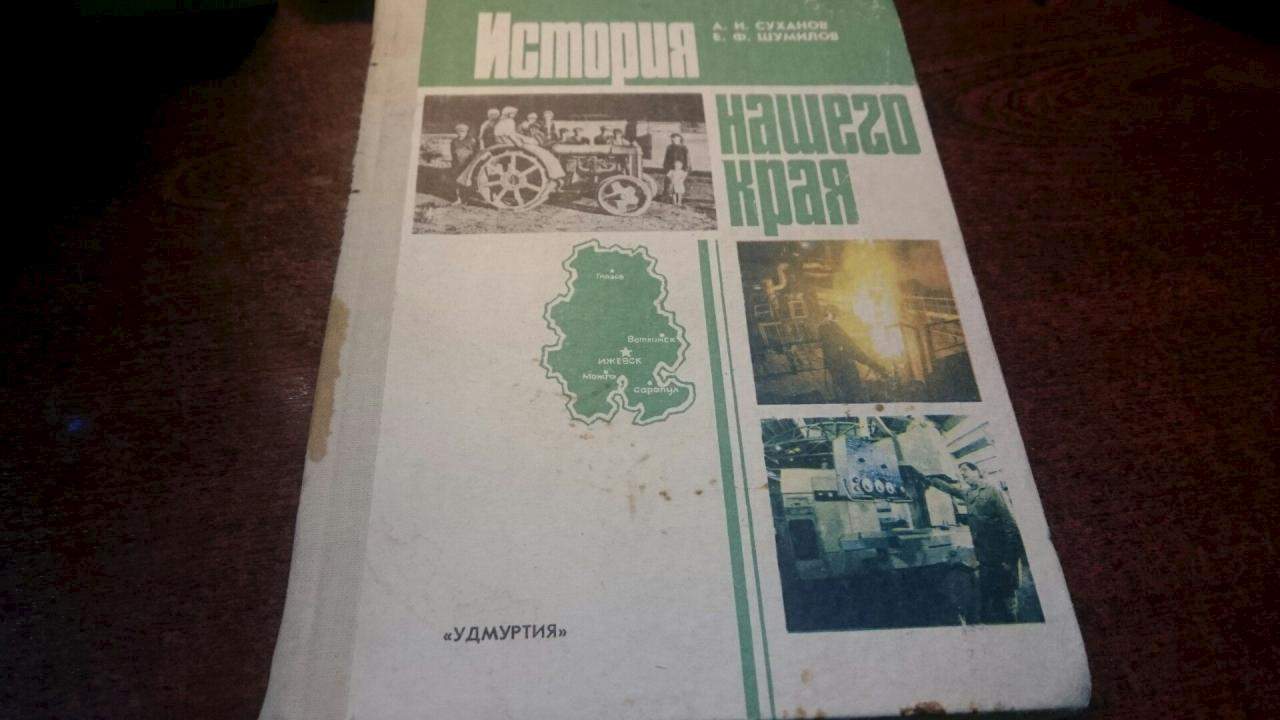 История
А. И. СУХАНОВ
Е. Ф. ШУМИЛОВ
нашего
края
Глазов
Воткинск
ИЖЕВСК
Можга
Сарапул
«УДМУРТИЯ»